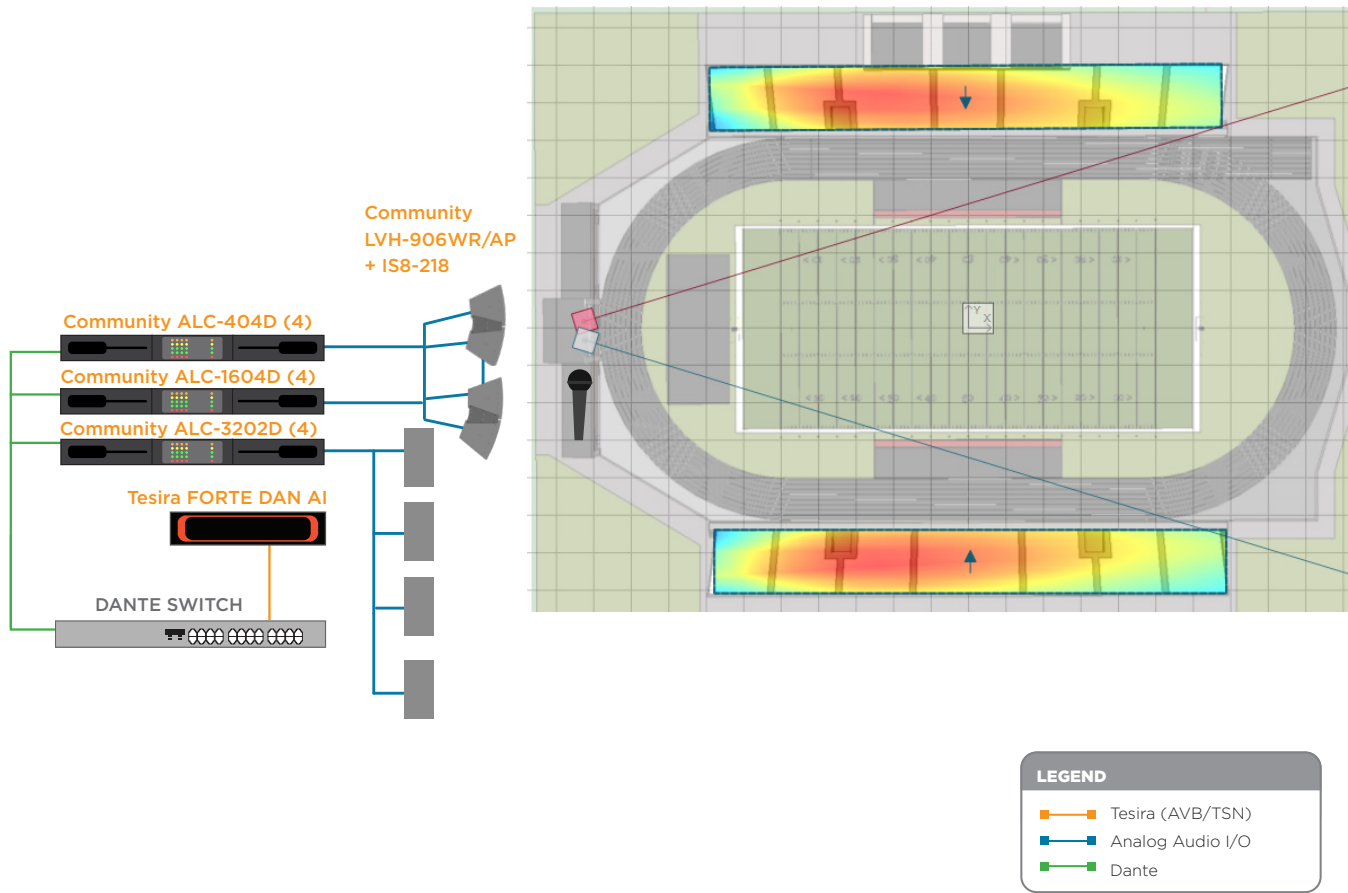 Community
LVH-906WR/AP
+ IS8-218
Community ALC-404D (4)
Community ALC-1604D (4)
Community ALC-3202D (4)
Tesira FORTE DAN AI
DANTE SWITCH
Y
X
LEGEND
Tesira (AVB/TSN)
Analog Audio I/O
Dante